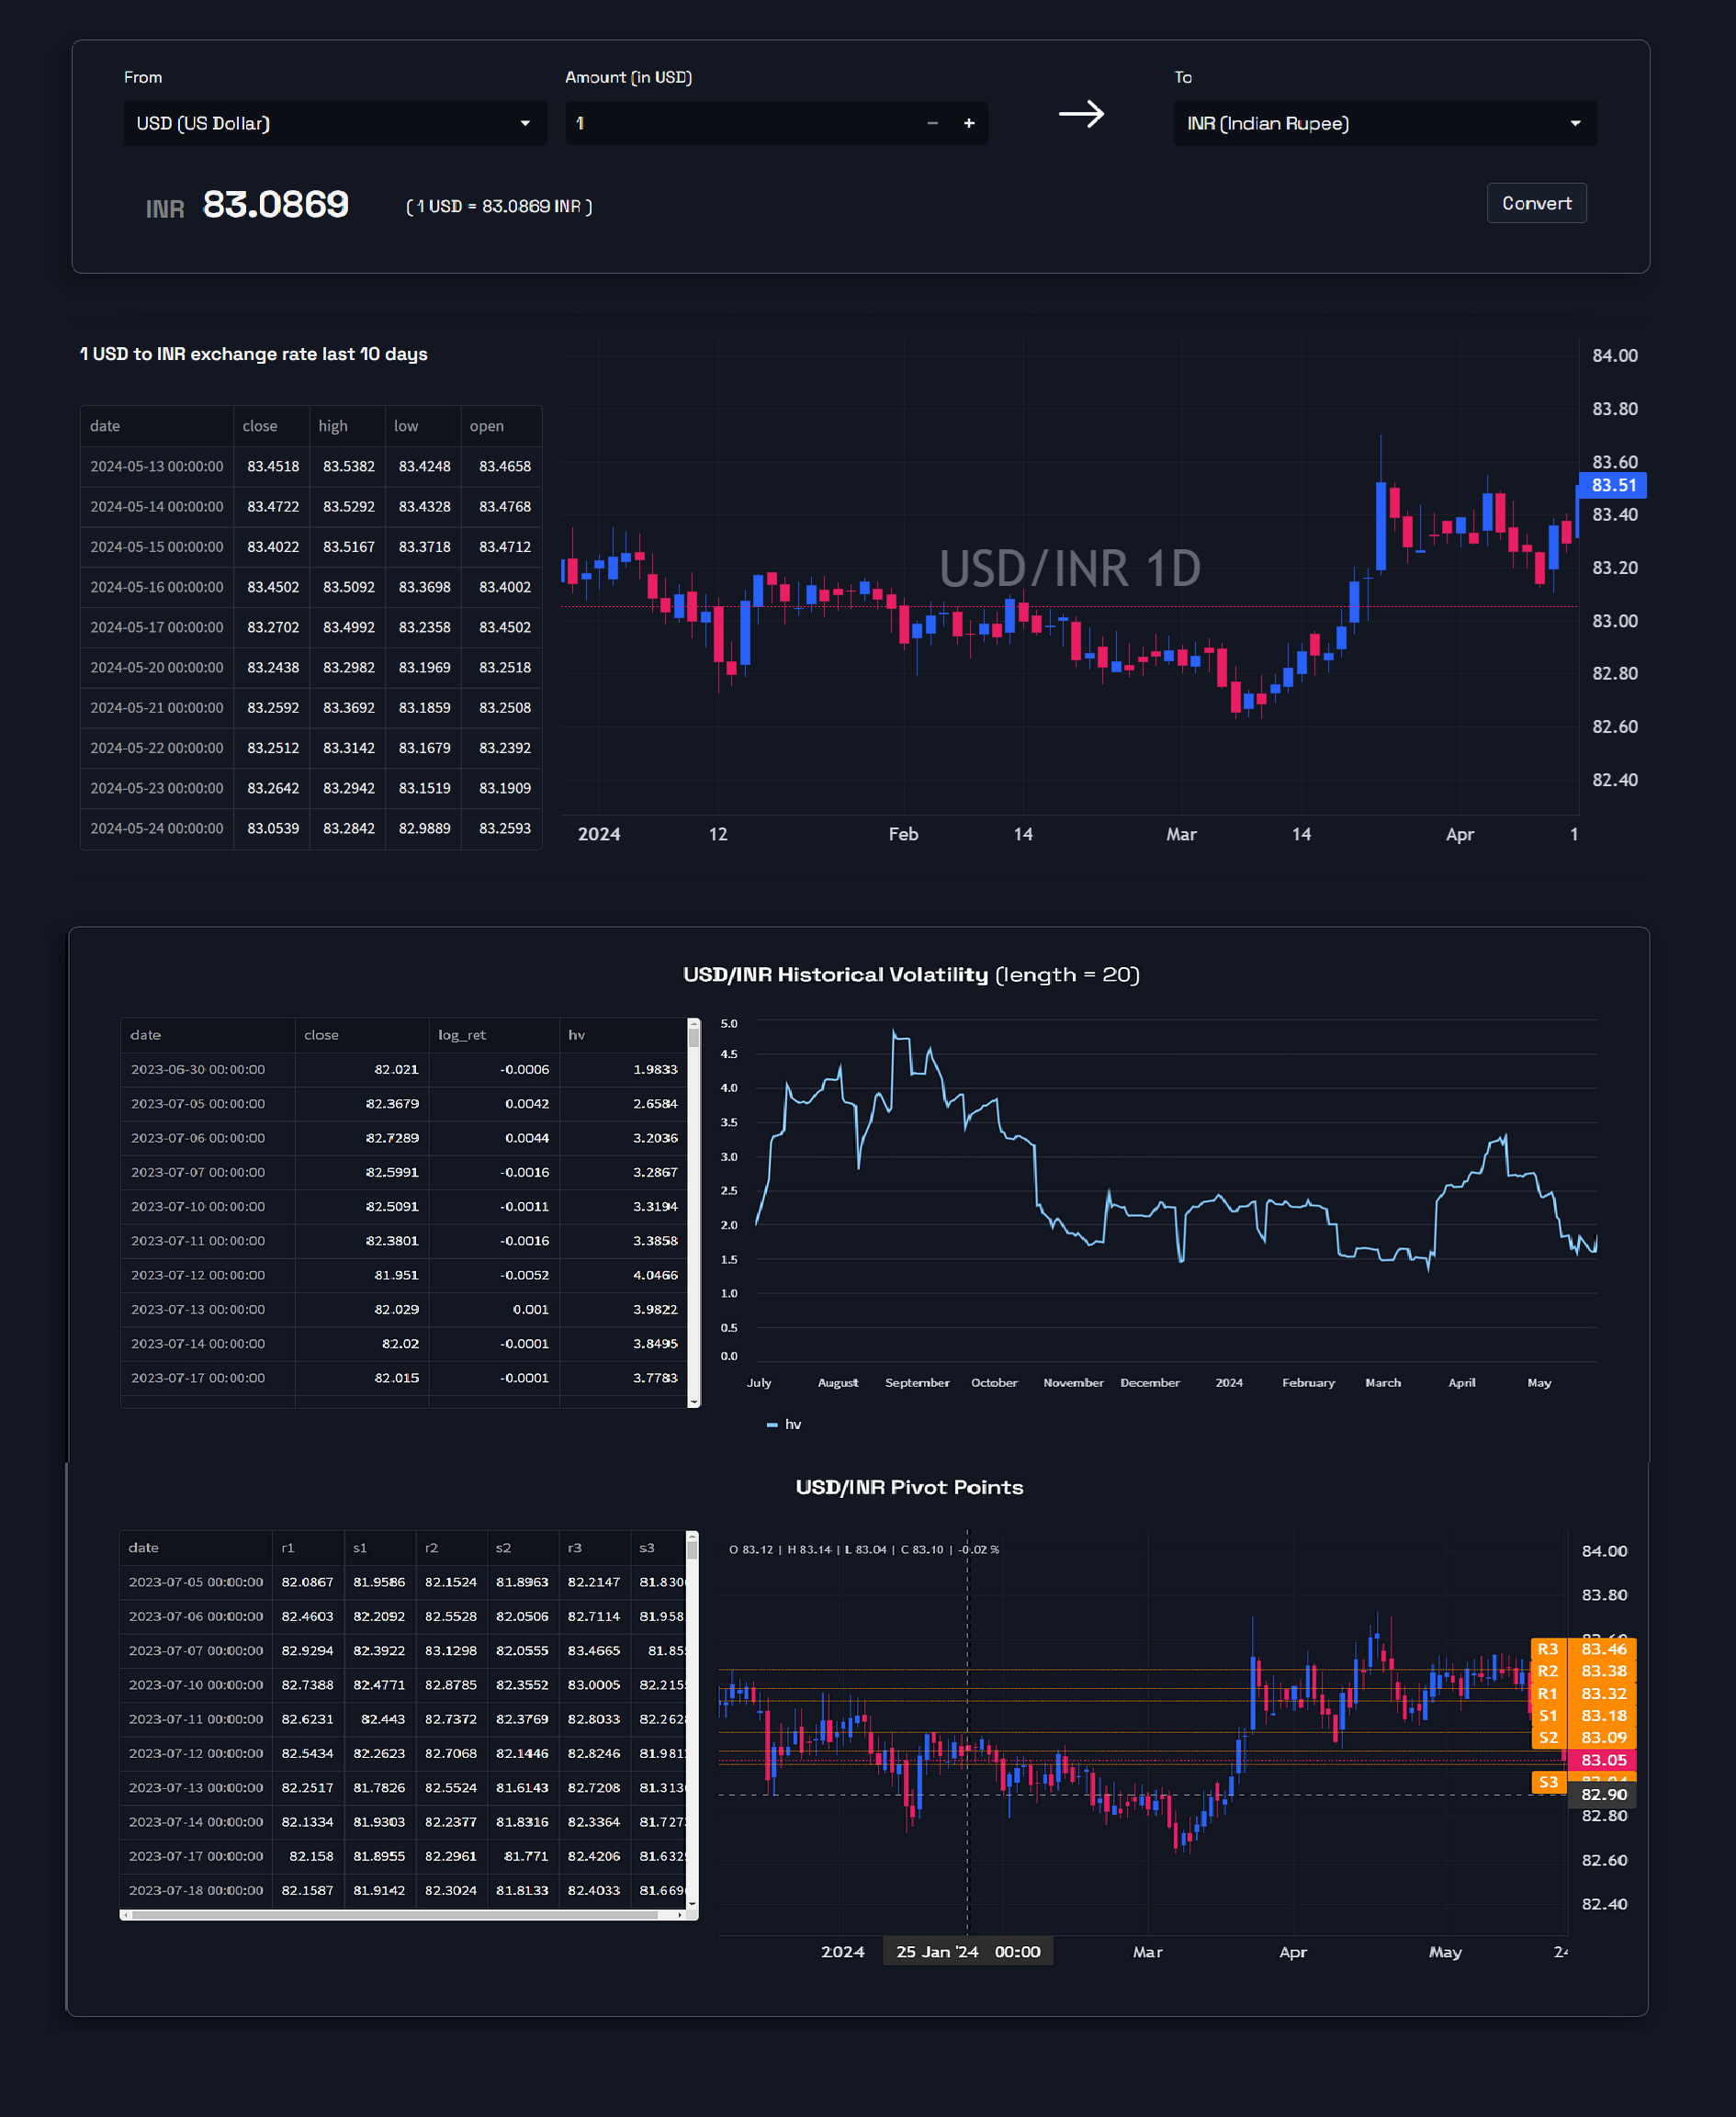 From Amount (in USD) To
USD (US Dollar) 1 − + → INR (Indian Rupee)
INR 83.0869 ( 1 USD = 83.0869 INR ) Convert
1 USD to INR exchange rate last 10 days
date close high low open
2024-05-13 00:00:00 83.4518 83.5382 83.4248 83.4658
2024-05-14 00:00:00 83.4722 83.5292 83.4328 83.4768
2024-05-15 00:00:00 83.4022 83.5167 83.3718 83.4712
2024-05-16 00:00:00 83.4502 83.5092 83.3698 83.4002
2024-05-17 00:00:00 83.2702 83.4992 83.2358 83.4502
2024-05-20 00:00:00 83.2438 83.2982 83.1969 83.2518
2024-05-21 00:00:00 83.2592 83.3692 83.1859 83.2508
2024-05-22 00:00:00 83.2512 83.3142 83.1679 83.2392
2024-05-23 00:00:00 83.2642 83.2942 83.1519 83.1909
2024-05-24 00:00:00 83.0539 83.2842 82.9889 83.2593
USD/INR 1D
84.00
83.80
83.60
83.51
83.40
83.20
83.00
82.80
82.60
82.40
2024 12 Feb 14 Mar 14 Apr 1
USD/INR Historical Volatility (length = 20)
date close log_ret hv
2023-06-30 00:00:00 82.021 -0.0006 1.9833
2023-07-05 00:00:00 82.3679 0.0042 2.6584
2023-07-06 00:00:00 82.7289 0.0044 3.2036
2023-07-07 00:00:00 82.5991 -0.0016 3.2867
2023-07-10 00:00:00 82.5091 -0.0011 3.3194
2023-07-11 00:00:00 82.3801 -0.0016 3.3858
2023-07-12 00:00:00 81.951 -0.0052 4.0466
2023-07-13 00:00:00 82.029 0.001 3.9822
2023-07-14 00:00:00 82.02 -0.0001 3.8495
2023-07-17 00:00:00 82.015 -0.0001 3.7783
5.0
4.5
4.0
3.5
3.0
2.5
2.0
1.5
1.0
0.5
0.0
July August September October November December 2024 February March April May
hv
USD/INR Pivot Points
date r1 s1 r2 s2 r3 s3
2023-07-05 00:00:00 82.0867 81.9586 82.1524 81.8963 82.2147 81.830
2023-07-06 00:00:00 82.4603 82.2092 82.5528 82.0506 82.7114 81.958
2023-07-07 00:00:00 82.9294 82.3922 83.1298 82.0555 83.4665 81.85
2023-07-10 00:00:00 82.7388 82.4771 82.8785 82.3552 83.0005 82.215
2023-07-11 00:00:00 82.6231 82.443 82.7372 82.3769 82.8033 82.262
2023-07-12 00:00:00 82.5434 82.2623 82.7068 82.1446 82.8246 81.981
2023-07-13 00:00:00 82.2517 81.7826 82.5524 81.6143 82.7208 81.313
2023-07-14 00:00:00 82.1334 81.9303 82.2377 81.8316 82.3364 81.727
2023-07-17 00:00:00 82.158 81.8955 82.2961 81.771 82.4206 81.632
2023-07-18 00:00:00 82.1587 81.9142 82.3024 81.8133 82.4033 81.669
O 83.12 | H 83.14 | L 83.04 | C 83.10 | -0.02 %
84.00
83.80
R3 83.46
R2 83.38
R1 83.32
S1 83.18
S2 83.09
83.05
S3
82.90
82.80
82.60
82.40
2024 25 Jan '24 00:00 Mar Apr May